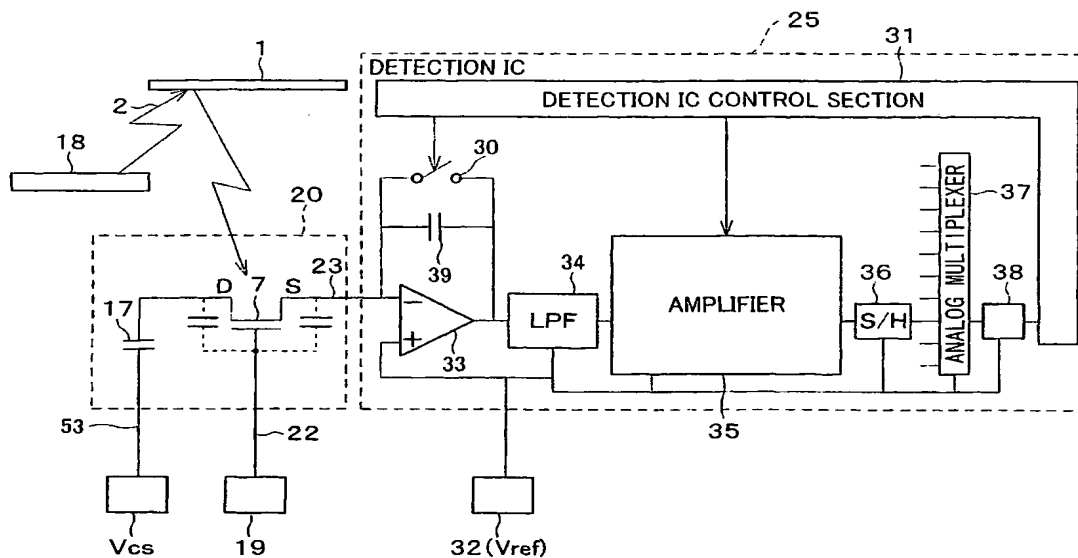 25
31
1
DETECTION IC
DETECTION IC CONTROL SECTION
2
18
30
37
20
39
34
36
38
D 7 S 23
17
ANALOG MULTIPLEXER
AMPLIFIER
LPF
S/H
−
+
33
53
22
35
Vcs
19
32(Vref)